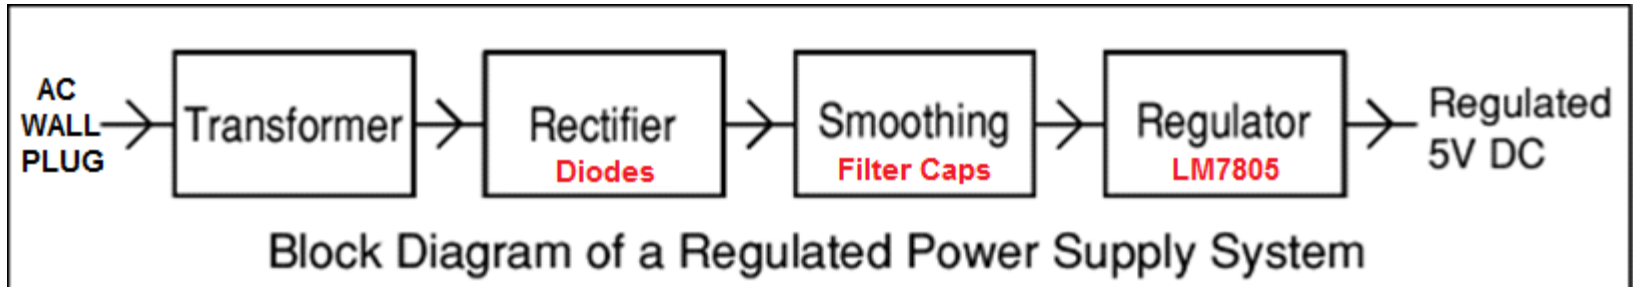 AC
WALL
PLUG
Transformer
Rectifier
Diodes
Smoothing
Filter Caps
Regulator
LM7805
Regulated
5V DC
Block Diagram of a Regulated Power Supply System